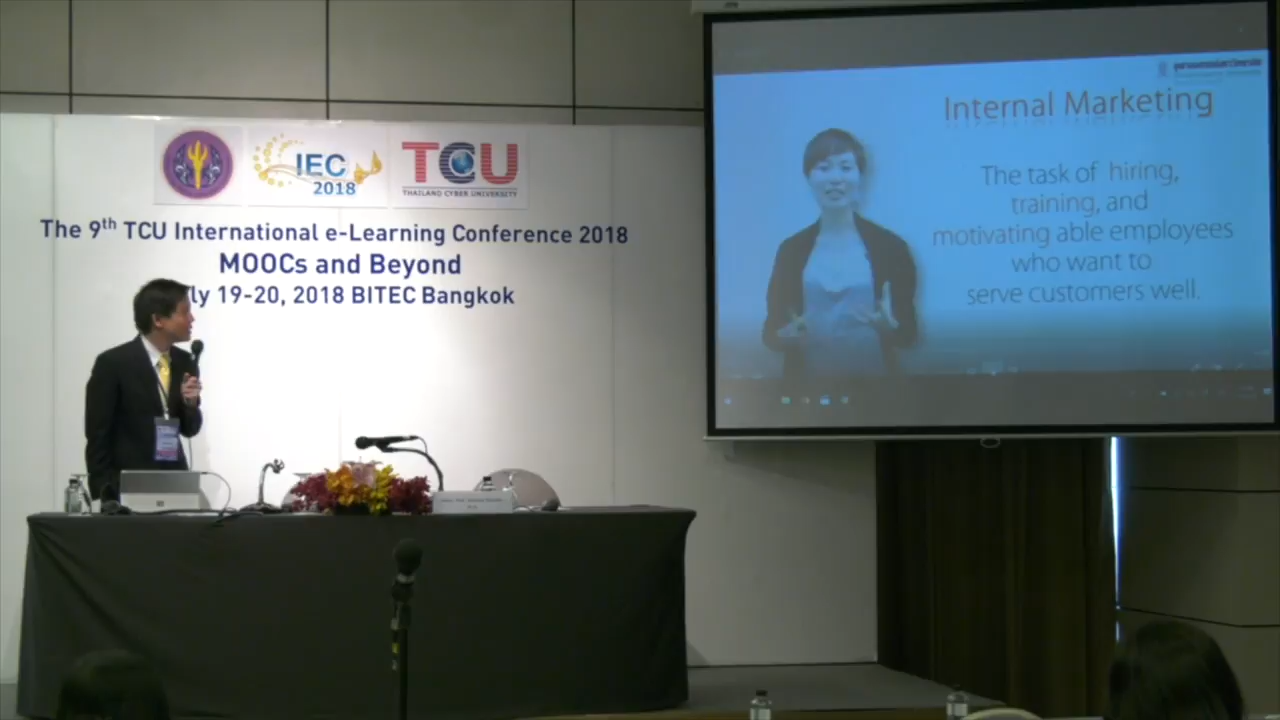 IEC
2018
TCU
THAILAND CYBER UNIVERSITY
The 9th TCU International e-Learning Conference 2018
MOOCs and Beyond
ly 19-20, 2018 BITEC Bangkok
Internal Marketing
The task of hiring,
training, and
motivating able employees
who want to
serve customers well.